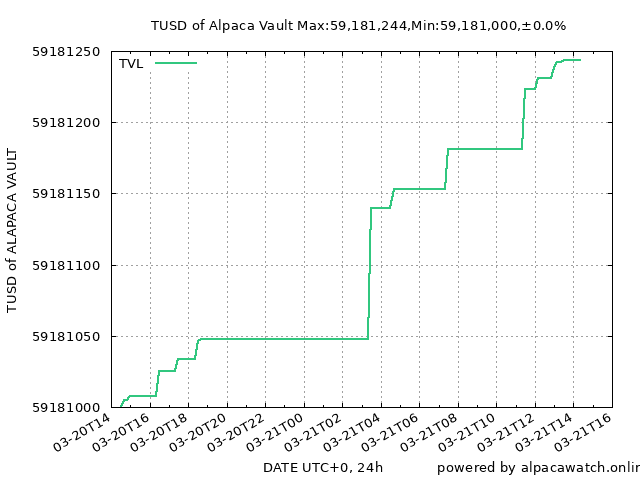 TUSD of Alpaca Vault Max:59,181,244,Min:59,181,000,±0.0%
TVL
59181250
59181200
59181150
59181100
59181050
59181000
TUSD of ALAPACA VAULT
03-20T14
03-20T16
03-20T18
03-20T20
03-20T22
03-21T00
03-21T02
03-21T04
03-21T06
03-21T08
03-21T10
03-21T12
03-21T14
03-21T16
DATE UTC+0, 24h
powered by alpacawatch.onlin